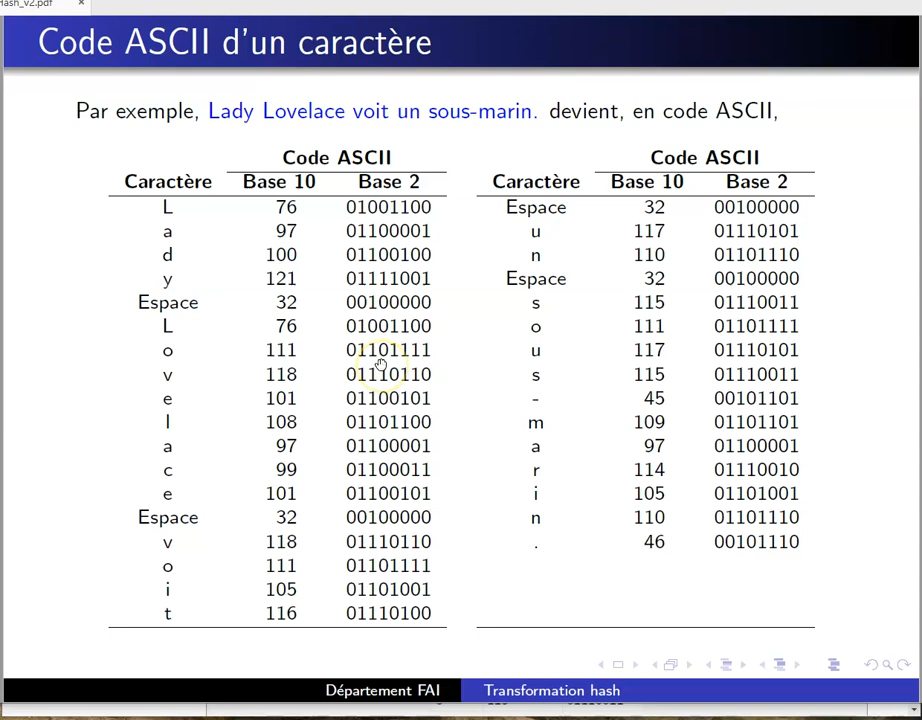 Hash_v2.pdf ×
Code ASCII d'un caractère
Par exemple, Lady Lovelace voit un sous-marin. devient, en code ASCII,
Code ASCII
Caractère Base 10 Base 2
L 76 01001100
a 97 01100001
d 100 01100100
y 121 01111001
Espace 32 00100000
L 76 01001100
o 111 01101111
v 118 01110110
e 101 01100101
l 108 01101100
a 97 01100001
c 99 01100011
e 101 01100101
Espace 32 00100000
v 118 01110110
o 111 01101111
i 105 01101001
t 116 01110100
Code ASCII
Caractère Base 10 Base 2
Espace 32 00100000
u 117 01110101
n 110 01101110
Espace 32 00100000
s 115 01110011
o 111 01101111
u 117 01110101
s 115 01110011
- 45 00101101
m 109 01101101
a 97 01100001
r 114 01110010
i 105 01101001
n 110 01101110
. 46 00101110
Département FAI Transformation hash